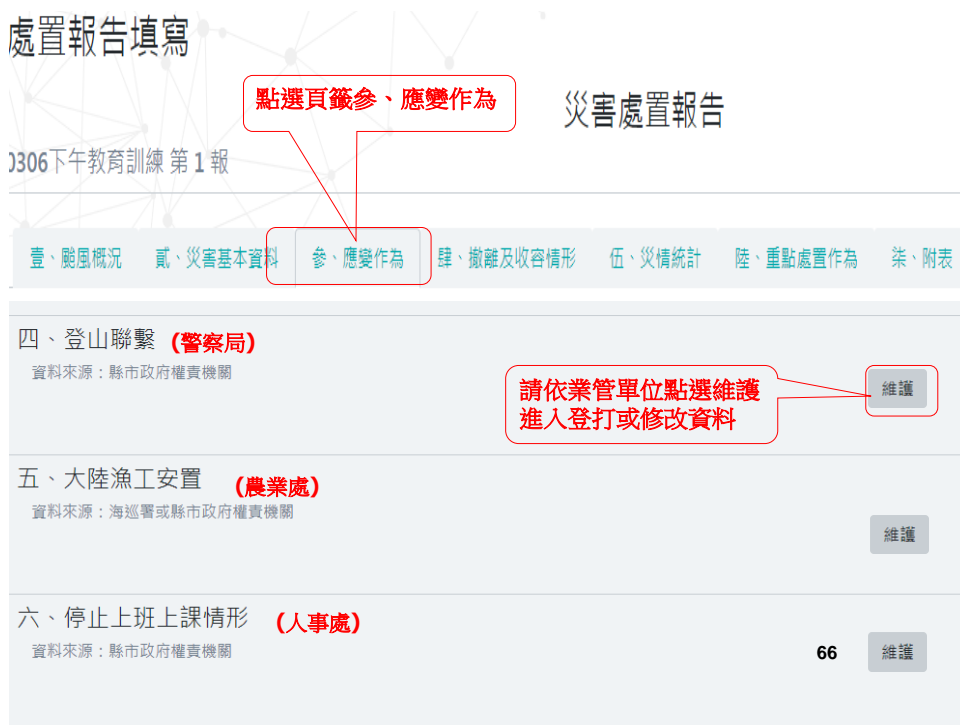 處置報告填寫
點選頁籤參、應變作為
災害處置報告
0306下午教育訓練 第 1 報
壹、颱風概況
貳、災害基本資料
參、應變作為
肆、撤離及收容情形
伍、災情統計
陸、重點處置作為
柒、附表
四、登山聯繫 (警察局)
資料來源：縣市政府權責機關
請依業管單位點選維護
進入登打或修改資料
維護
五、大陸漁工安置 (農業處)
資料來源：海巡署或縣市政府權責機關
維護
六、停止上班上課情形 (人事處)
資料來源：縣市政府權責機關
66
維護